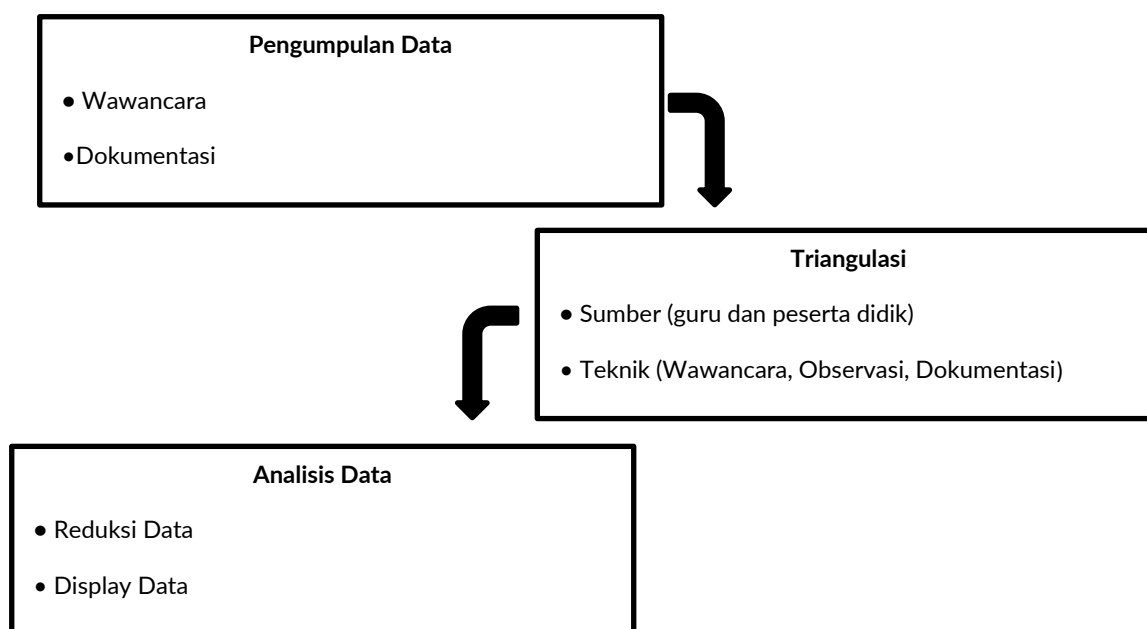 Pengumpulan Data
• Wawancara
•Dokumentasi
Triangulasi
• Sumber (guru dan peserta didik)
• Teknik (Wawancara, Observasi, Dokumentasi)
Analisis Data
• Reduksi Data
• Display Data